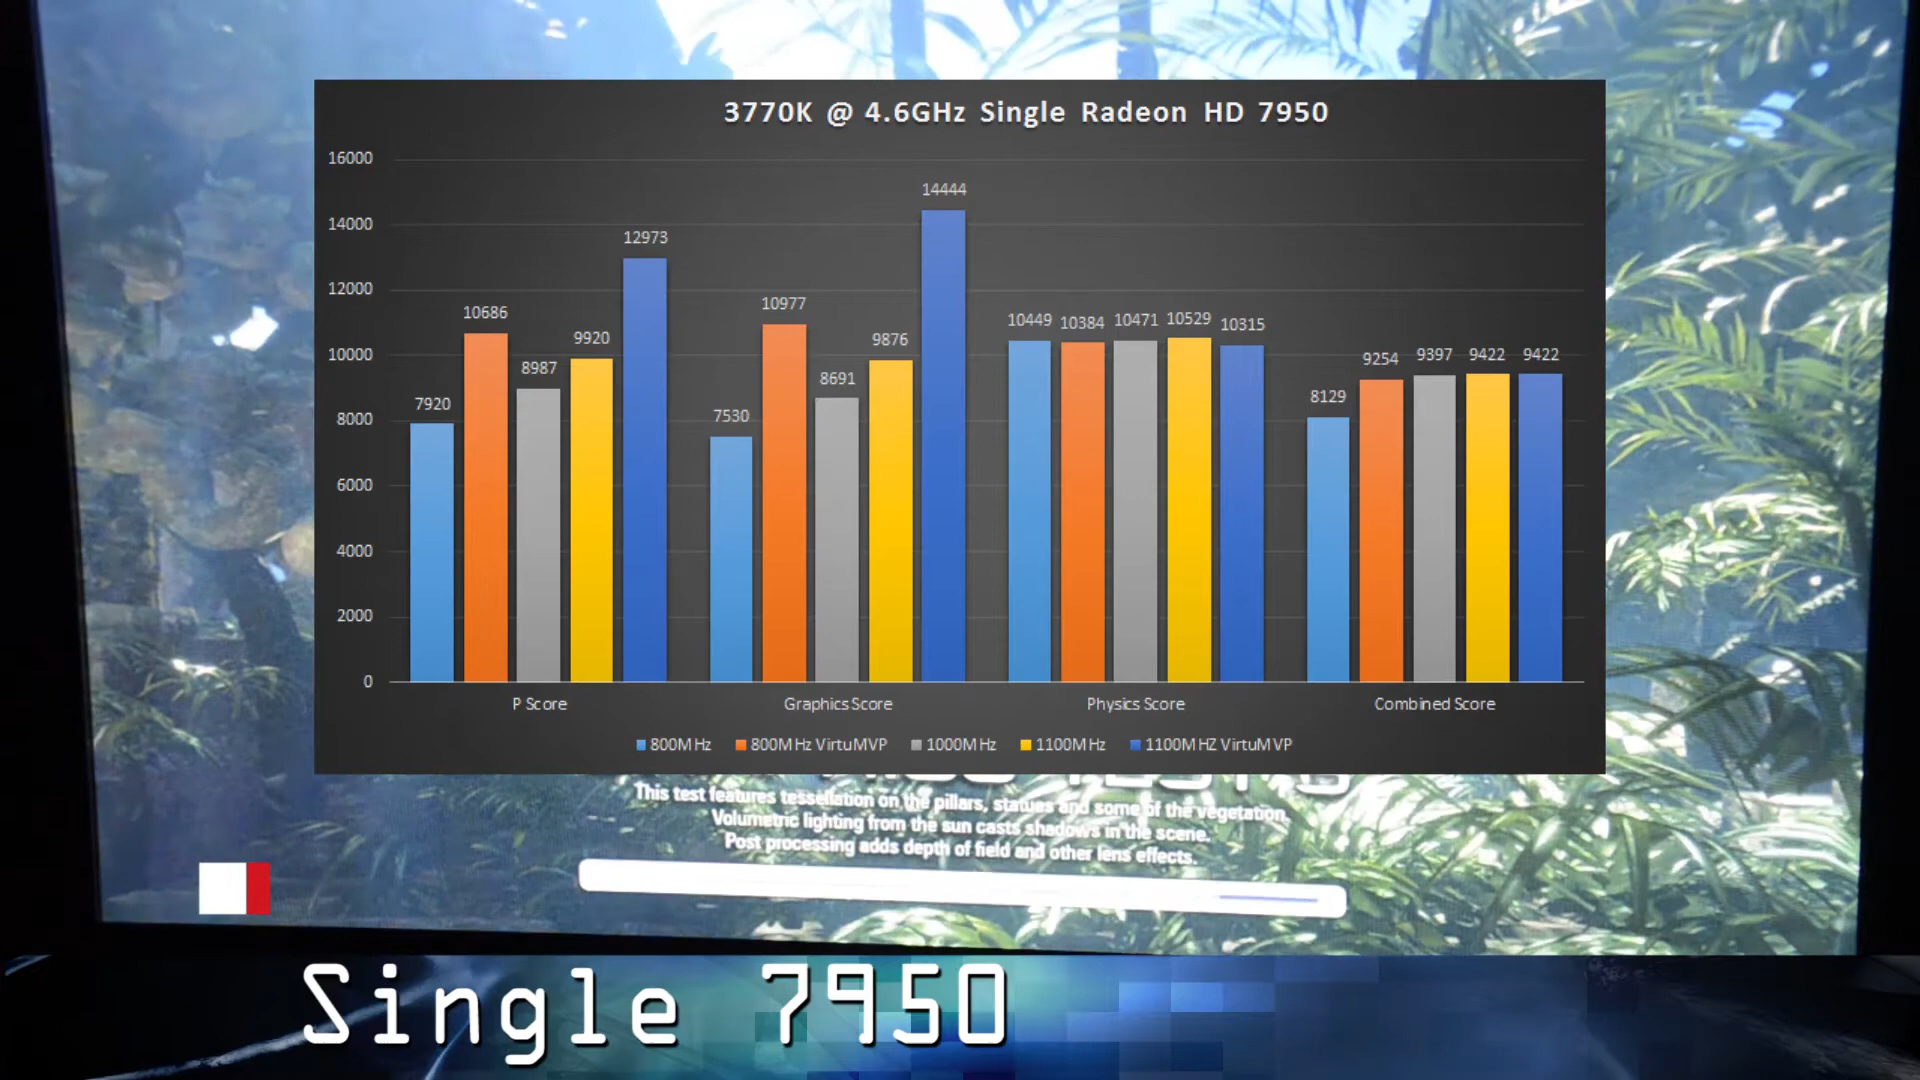 3770K @ 4.6GHz Single Radeon HD 7950
16000
14000
12000
10000
8000
6000
4000
2000
0
7920 10686 8987 9920 12973
7530 10977 8691 9876 14444
10449 10384 10471 10529 10315
8129 9254 9397 9422 9422
P Score Graphics Score Physics Score Combined Score
800MHz 800MHz VirtuMVP 1000MHz 1100MHz 1100MHZ VirtuMVP
This test features tessellation on the pillars, statues and some of the vegetation.
Volumetric lighting from the sun casts shadows in the scene.
Post processing adds depth of field and other lens effects.
Single 7950